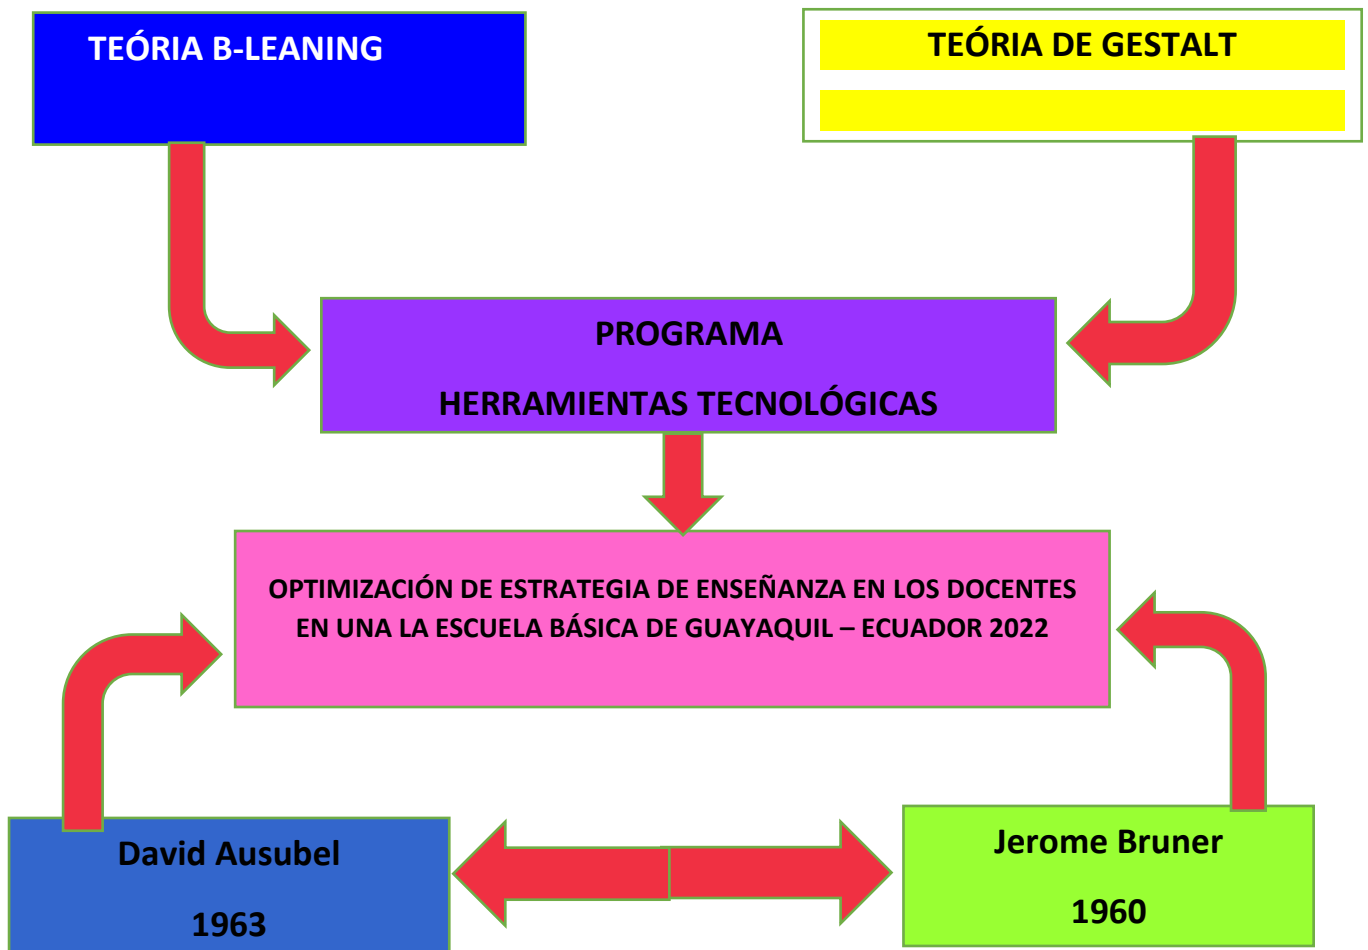 TEÓRIA B-LEANING
TEÓRIA DE GESTALT
PROGRAMA
HERRAMIENTAS TECNOLÓGICAS
OPTIMIZACIÓN DE ESTRATEGIA DE ENSEÑANZA EN LOS DOCENTES
EN UNA LA ESCUELA BÁSICA DE GUAYAQUIL – ECUADOR 2022
David Ausubel
1963
Jerome Bruner
1960